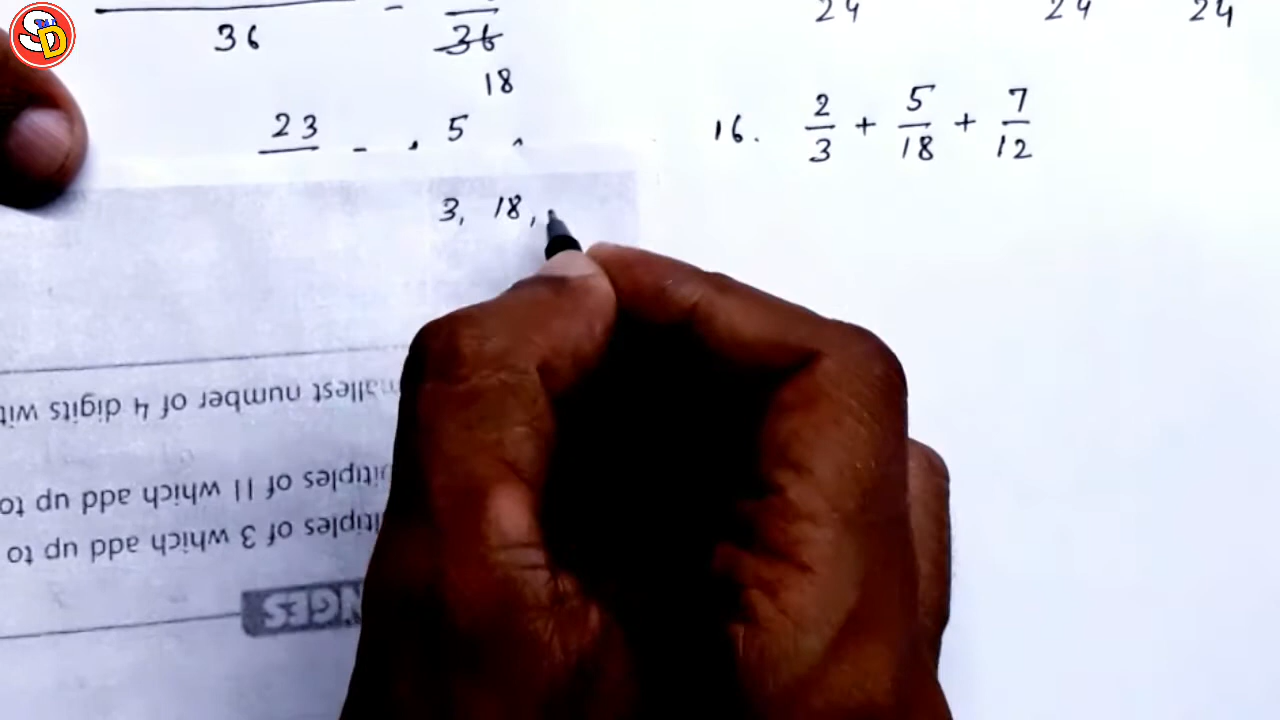 SD
36 - 36
18
23 - 5
24 24 24
16. 2/3 + 5/18 + 7/12
3, 18,
mallest number of 4 digits wit
ltiples of 11 which add up to
ltiples of 3 which add up to
NGES